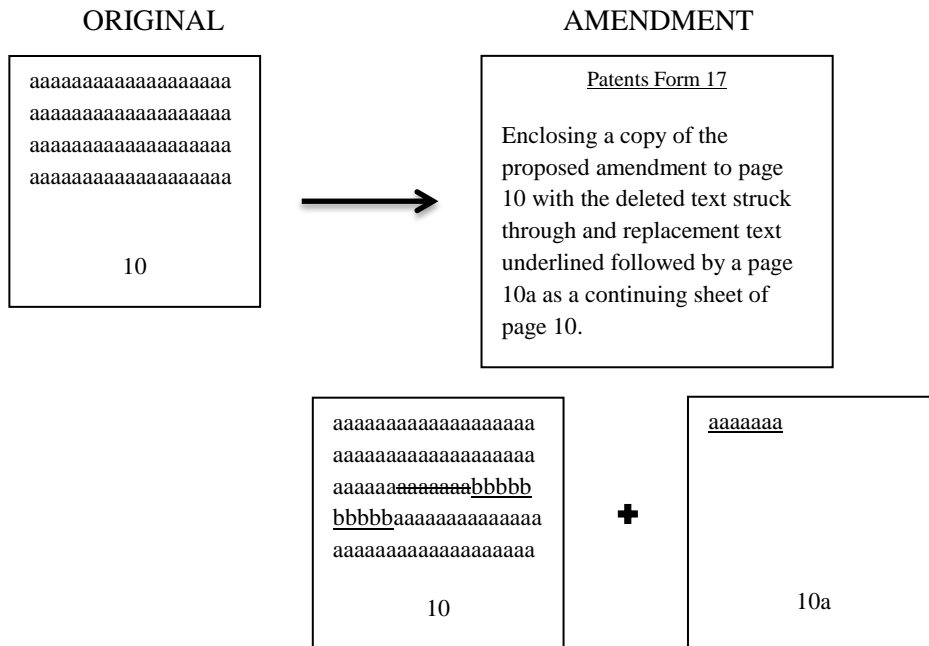 ORIGINAL
aaaaaaaaaaaaaaaaaaa
aaaaaaaaaaaaaaaaaaa
aaaaaaaaaaaaaaaaaaa
aaaaaaaaaaaaaaaaaaa
10
AMENDMENT
Patents Form 17
Enclosing a copy of the
proposed amendment to page
10 with the deleted text struck
through and replacement text
underlined followed by a page
10a as a continuing sheet of
page 10.
aaaaaaaaaaaaaaaaaaa
aaaaaaaaaaaaaaaaaaa
aaaaaaaaaaaaabbbbb
bbbbbaaaaaaaaaaaaaa
aaaaaaaaaaaaaaaaaaa
10
aaaaaaa
10a